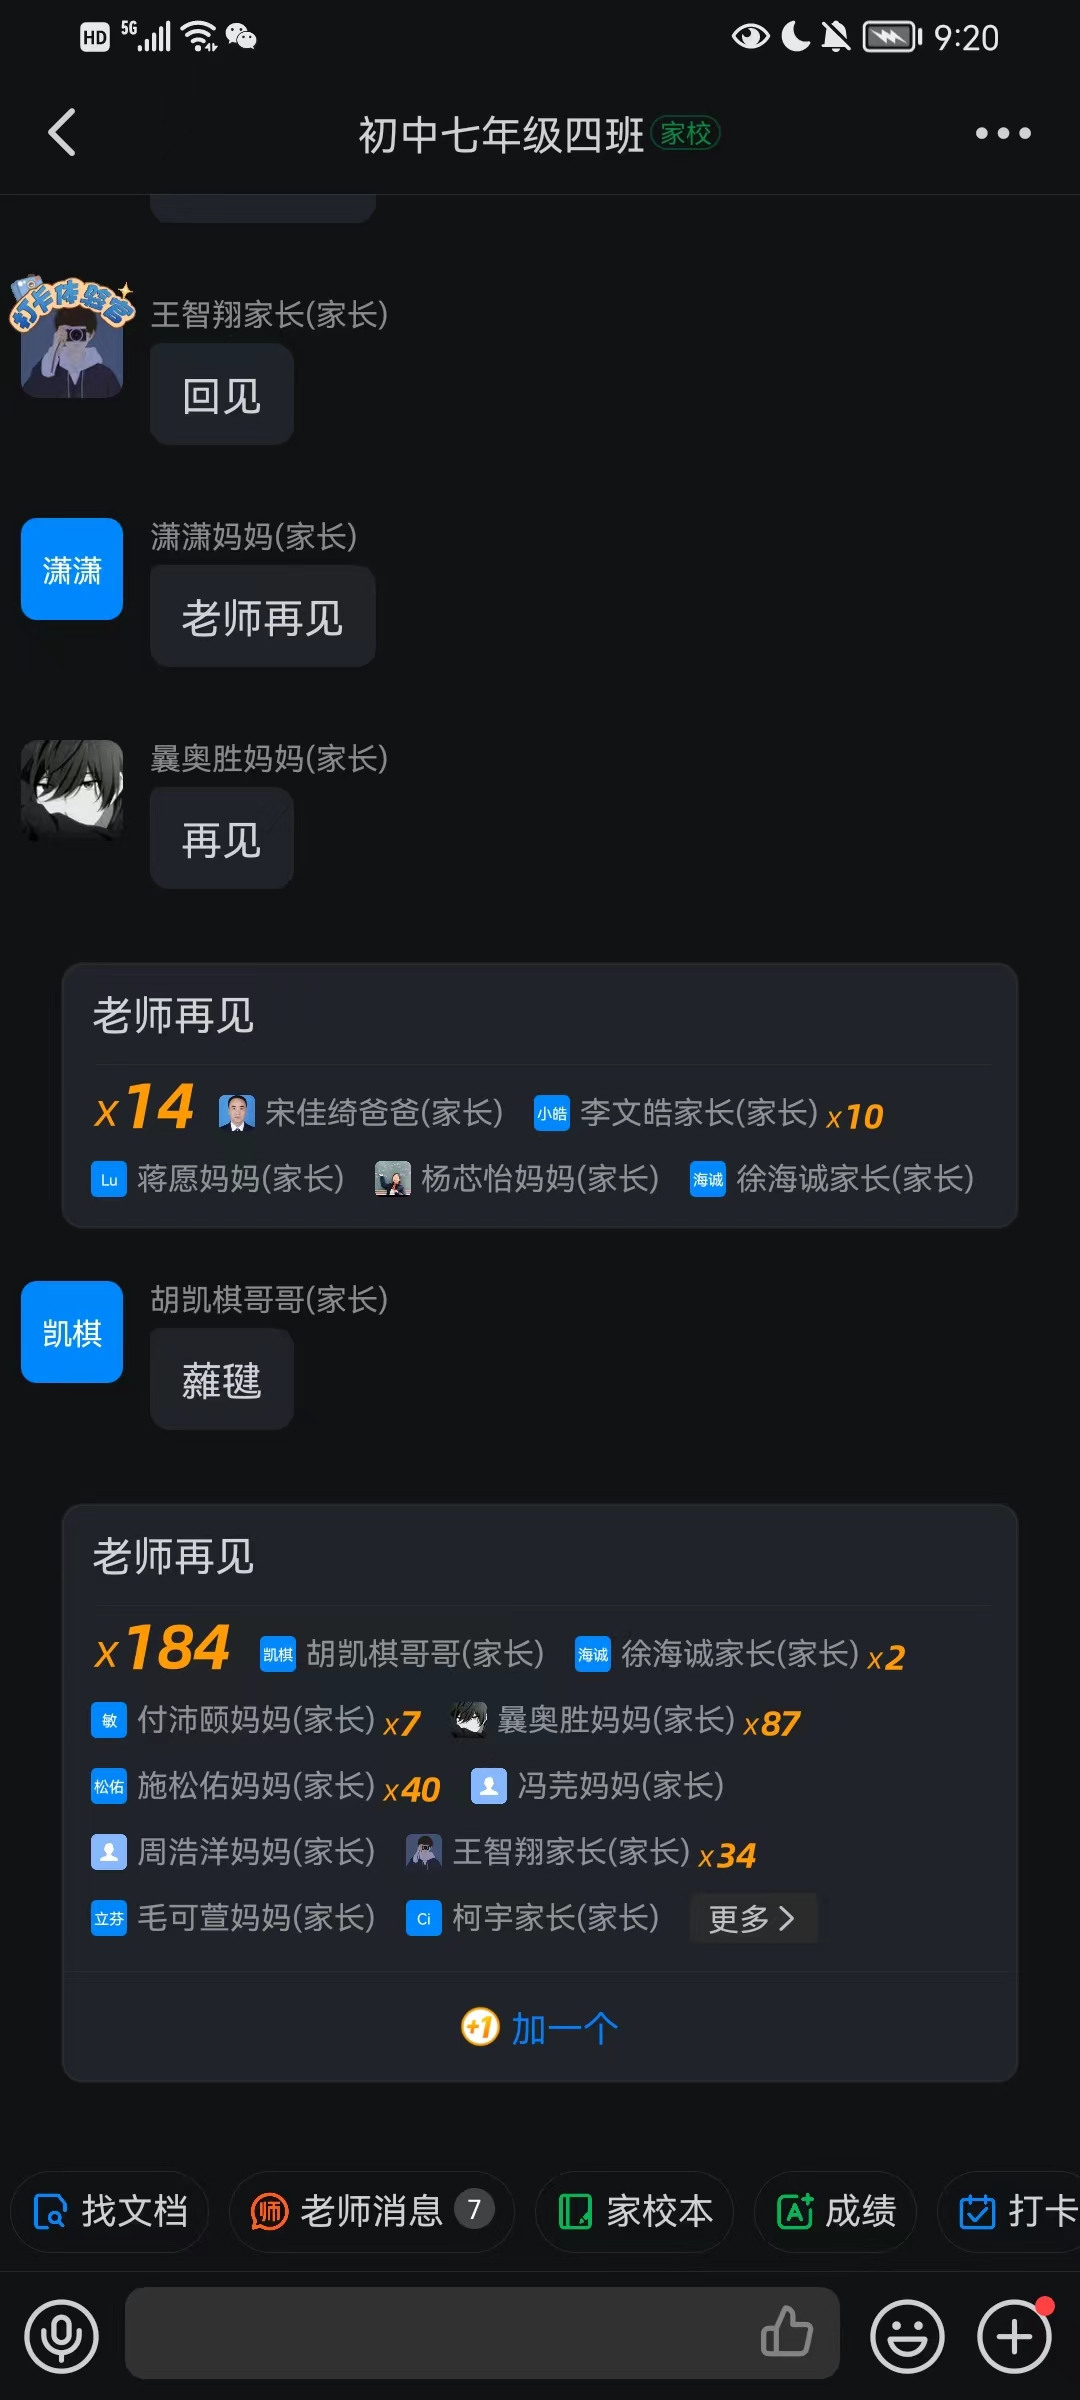 HD 5G 9:20
初中七年级四班 家校
打卡体验官
王智翔家长(家长)
回见
潇潇
潇潇妈妈(家长)
老师再见
曩奥胜妈妈(家长)
再见
老师再见
x14 宋佳绮爸爸(家长) 小皓 李文皓家长(家长) x10
Lu 蒋愿妈妈(家长) 杨芯怡妈妈(家长) 海诚 徐海诚家长(家长)
凯棋
胡凯棋哥哥(家长)
蕥毽
老师再见
x184 凯棋 胡凯棋哥哥(家长) 海诚 徐海诚家长(家长) x2
敏 付沛颐妈妈(家长) x7 曩奥胜妈妈(家长) x87
松佑 施松佑妈妈(家长) x40 冯芫妈妈(家长)
周浩洋妈妈(家长) 王智翔家长(家长) x34
立芬 毛可萱妈妈(家长) Ci 柯宇家长(家长) 更多
+1 加一个
找文档 师 老师消息 7 家校本 A+ 成绩 打卡